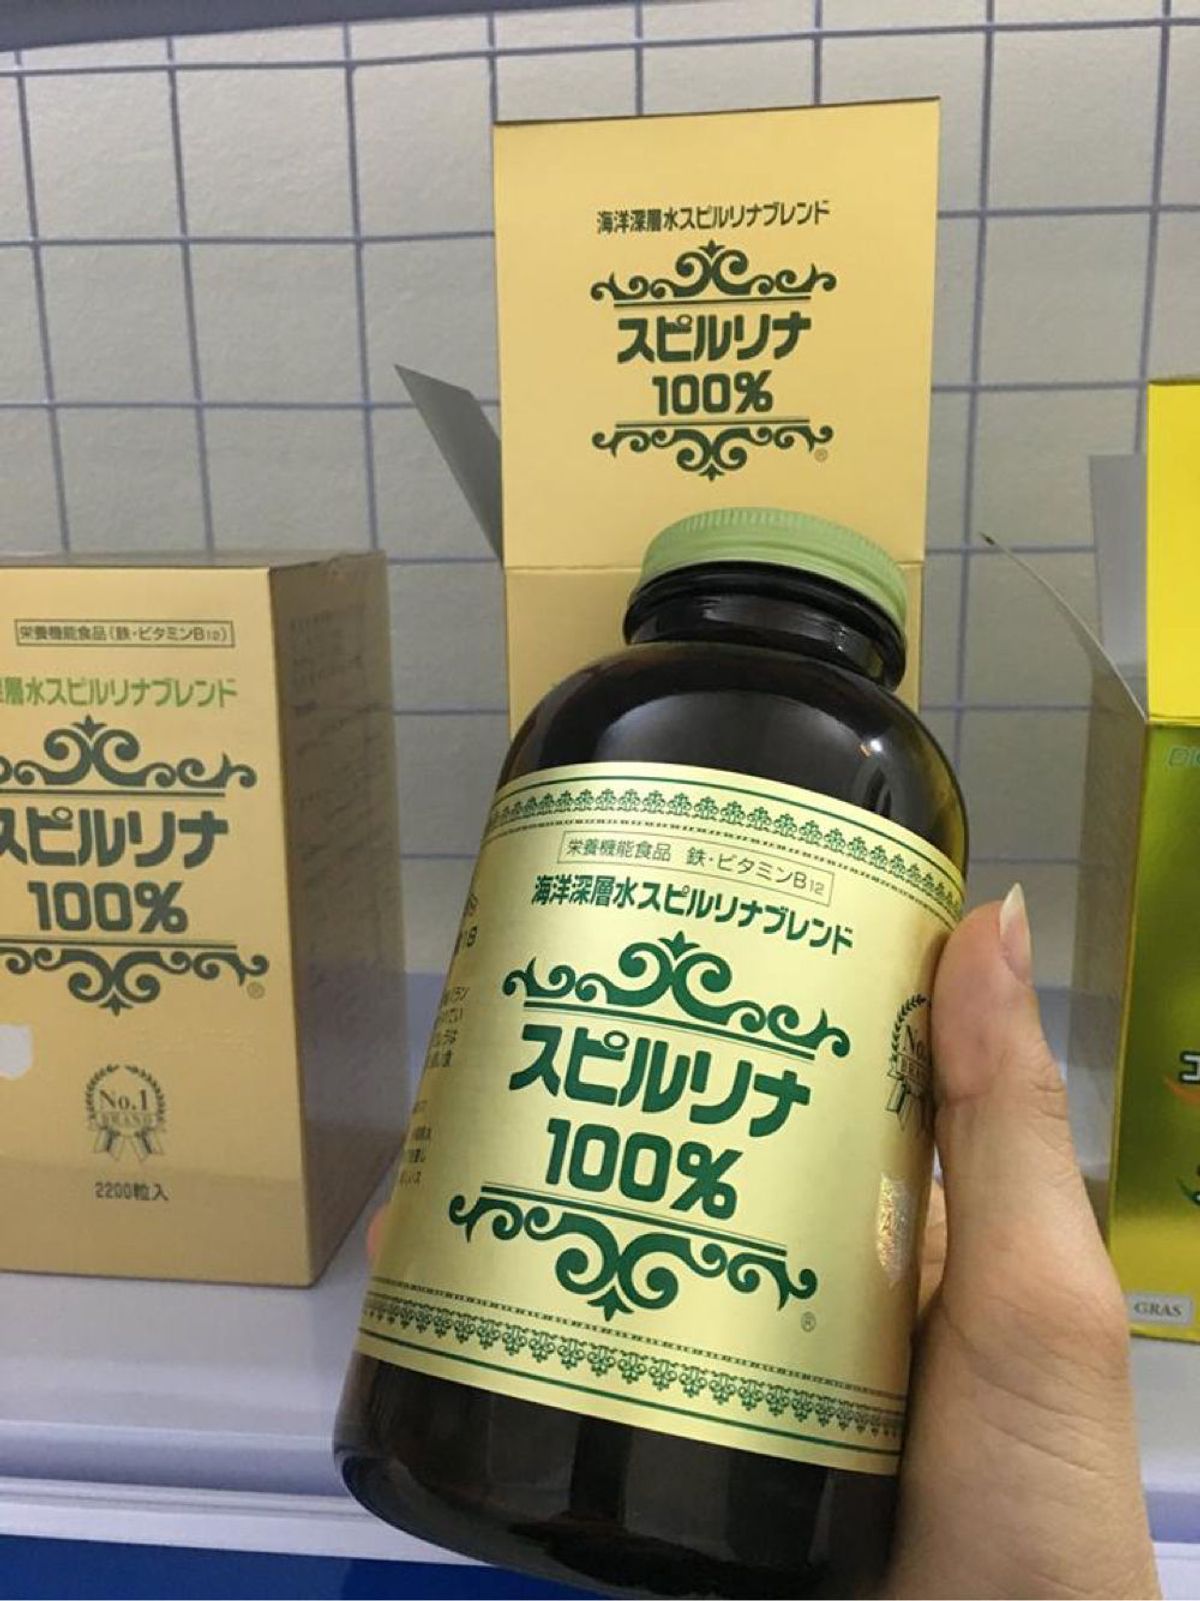 海洋深層水スピルリナブレンド
スピルリナ
100%
®
栄養機能食品(鉄・ビタミンB12)
層水スピルリナブレンド
スピルリナ
100%
®
No.1
BRAND
2200粒入
栄養機能食品 鉄・ビタミンB12
海洋深層水スピルリナブレンド
スピルリナ
100%
®
No.
GRAS